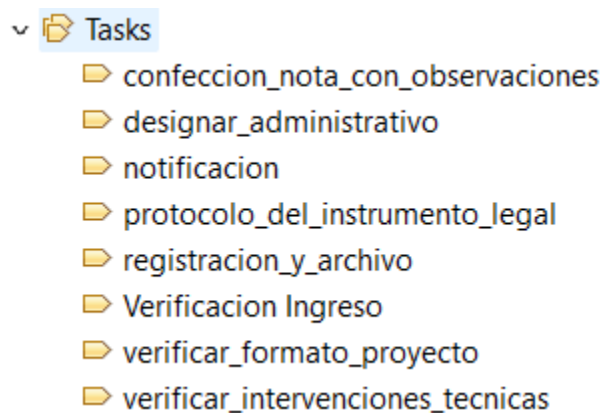 Tasks
confeccion_nota_con_observaciones
designar_administrativo
notificacion
protocolo_del_instrumento_legal
registracion_y_archivo
Verificacion Ingreso
verificar_formato_proyecto
verificar_intervenciones_tecnicas